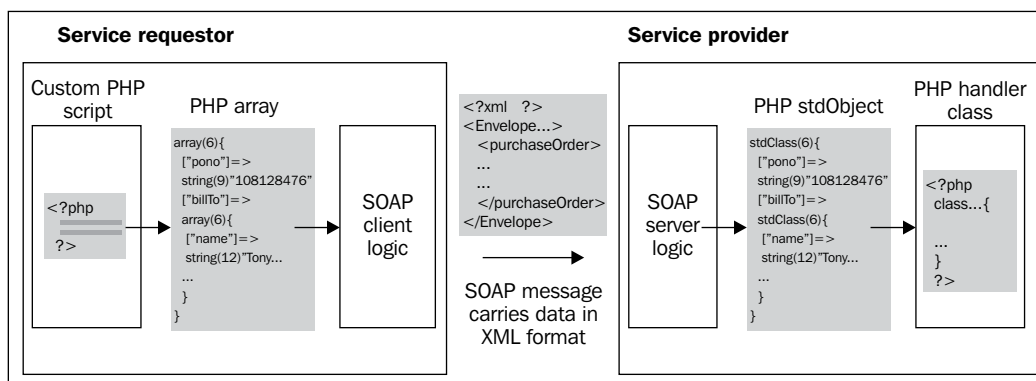 Service requestor
Custom PHP
script
<?php
?>
PHP array
array(6){
["pono"]=>
string(9)"108128476"
["billTo"]=>
array(6){
["name"]=>
string(12)"Tony...
...
}
}
SOAP
client
logic
<?xml ?>
<Envelope...>
<purchaseOrder>
...
...
</purchaseOrder>
</Envelope>
SOAP message
carries data in
XML format
Service provider
SOAP
server
logic
PHP stdObject
stdClass(6){
["pono"]=>
string(9)"108128476"
["billTo"]=>
stdClass(6){
["name"]=>
string(12)"Tony...
...
}
}
PHP handler
class
<?php
class...{
...
}
?>